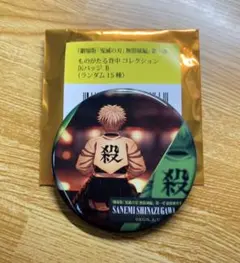 「劇場版「鬼滅の刃」無限城編」第一章
ものがたる背中 コレクション
缶バッジ B
(ランダム15種)
殺
殺
SANEMI SHINAZUGAWA